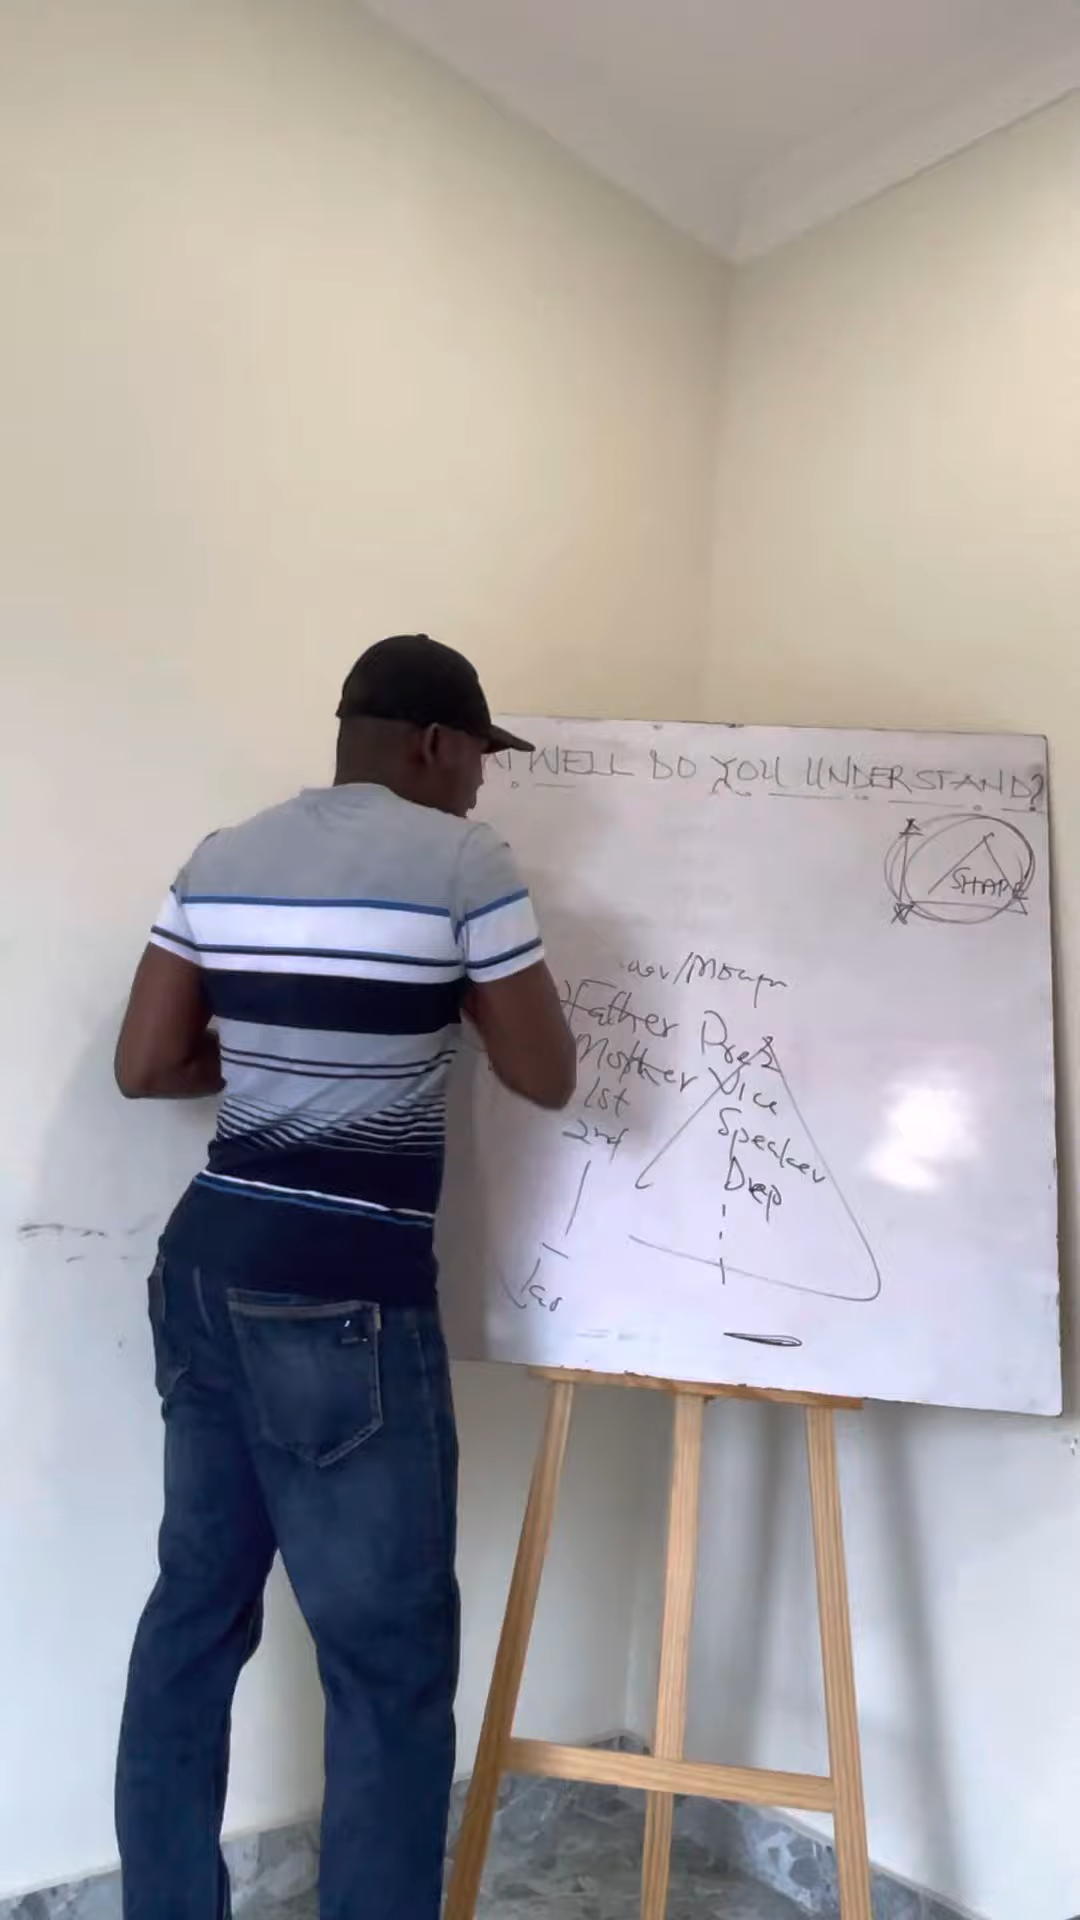 WELL DO YOU UNDERSTAND?
SHAPE
Father Pres
Mother Vice
1st Speaker
2nd Dep